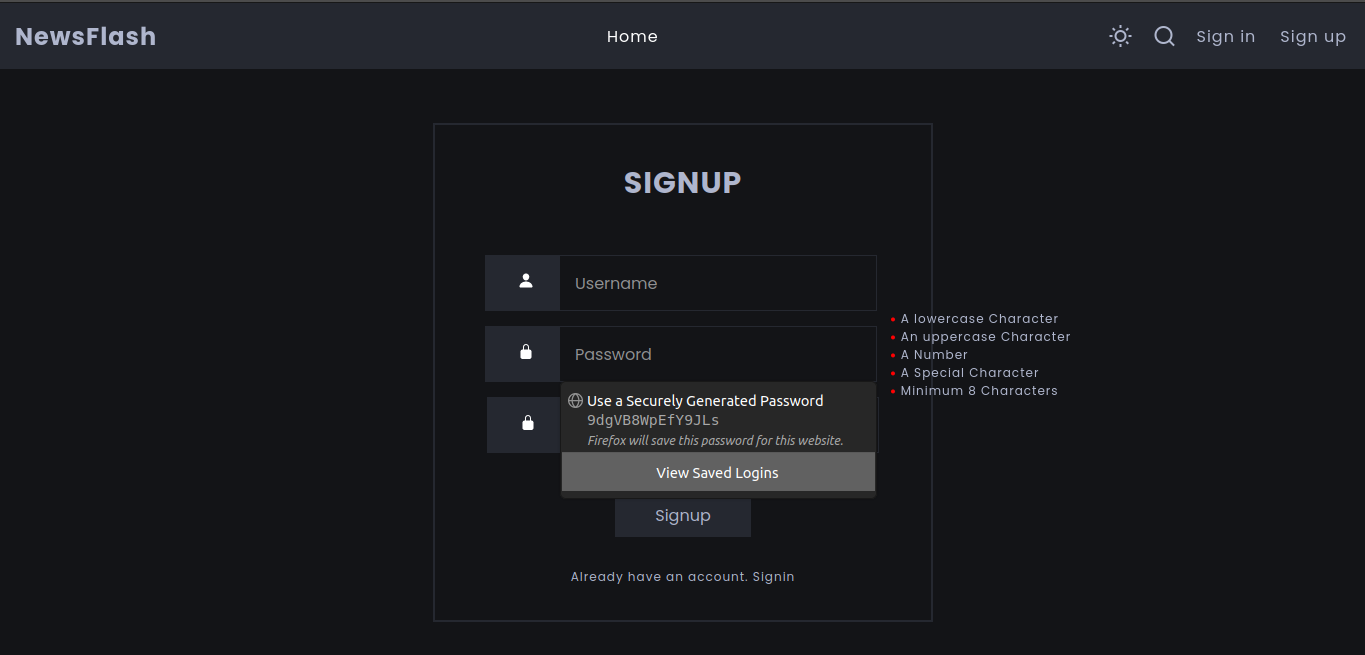 NewsFlash
Home
Sign in
Sign up
SIGNUP
Username
Password
A lowercase Character
An uppercase Character
A Number
A Special Character
Minimum 8 Characters
Use a Securely Generated Password
9dgVB8WpEfY9JLs
Firefox will save this password for this website.
View Saved Logins
Signup
Already have an account. Signin